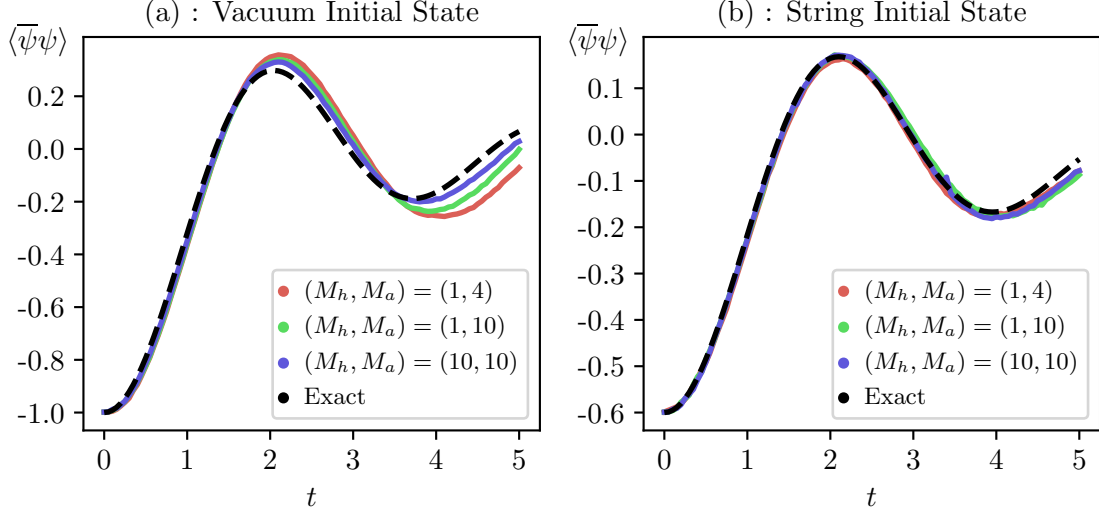 (a) : Vacuum Initial State
⟨ψ̅ψ⟩
0.2
0.0
-0.2
-0.4
-0.6
-0.8
-1.0
(M_h, M_a) = (1, 4)
(M_h, M_a) = (1, 10)
(M_h, M_a) = (10, 10)
Exact
0 1 2 3 4 5
t
(b) : String Initial State
⟨ψ̅ψ⟩
0.1
0.0
-0.1
-0.2
-0.3
-0.4
-0.5
-0.6
(M_h, M_a) = (1, 4)
(M_h, M_a) = (1, 10)
(M_h, M_a) = (10, 10)
Exact
0 1 2 3 4 5
t